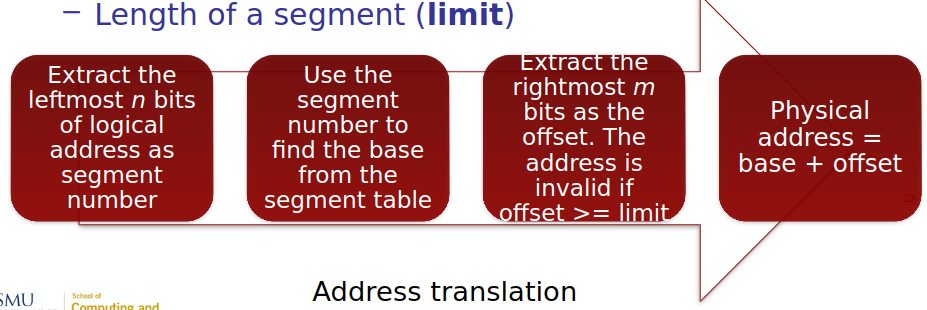 – Length of a segment (limit)
Extract the
leftmost n bits
of logical
address as
segment
number
Use the
segment
number to
find the base
from the
segment table
Extract the
rightmost m
bits as the
offset. The
address is
invalid if
offset >= limit
Physical
address =
base + offset
23
Address translation
SMU
School of
Computing and